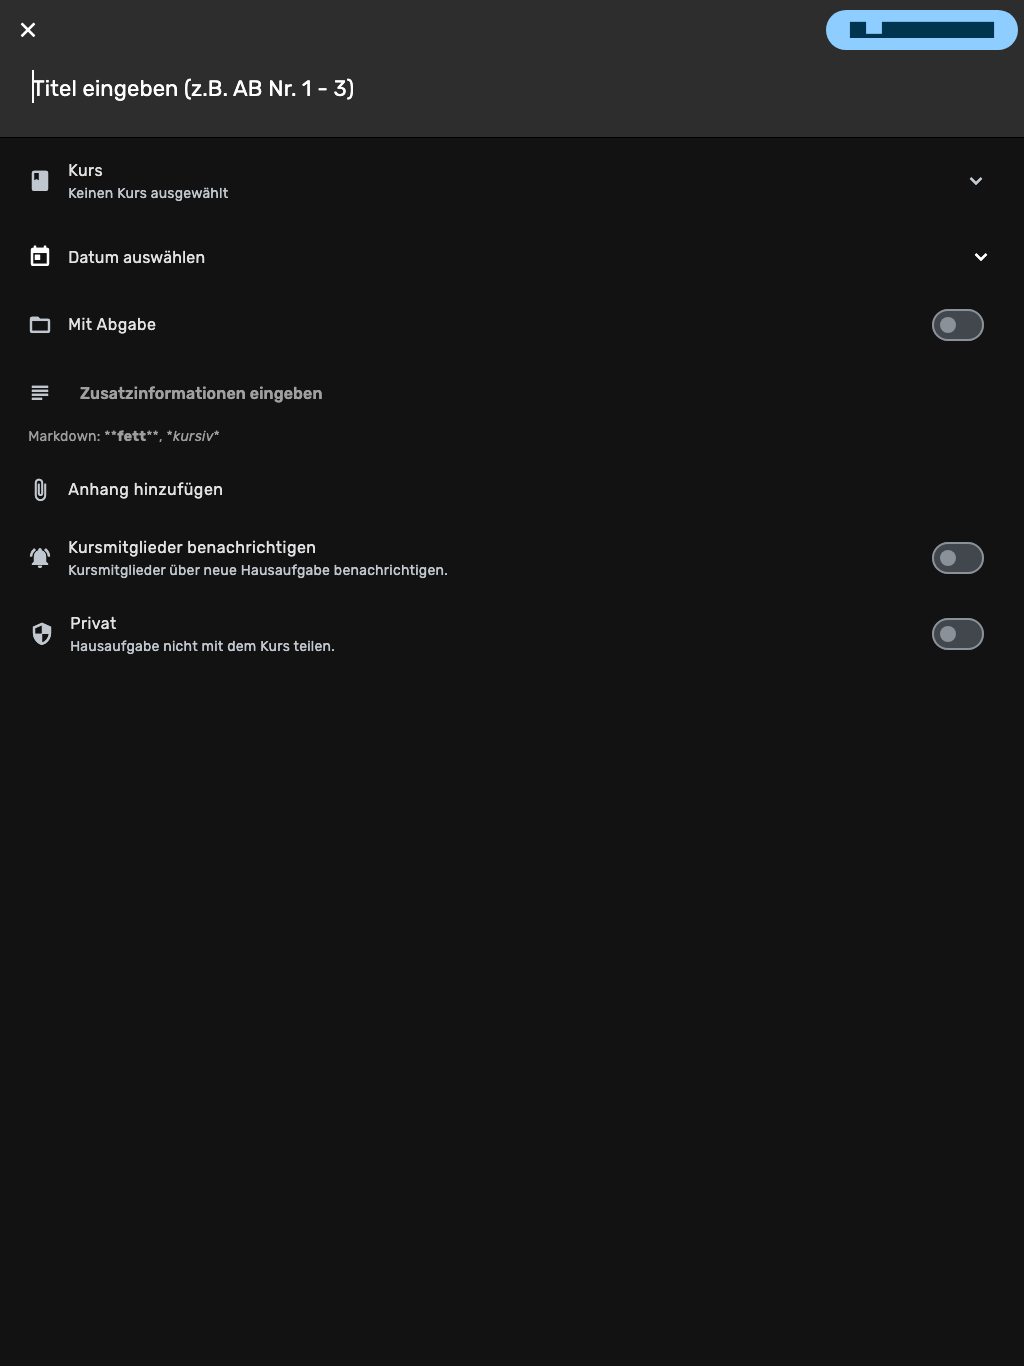 Titel eingeben (z.B. AB Nr. 1 - 3)
Kurs
Keinen Kurs ausgewählt
Datum auswählen
Mit Abgabe
Zusatzinformationen eingeben
Markdown: **fett**, *kursiv*
Anhang hinzufügen
Kursmitglieder benachrichtigen
Kursmitglieder über neue Hausaufgabe benachrichtigen.
Privat
Hausaufgabe nicht mit dem Kurs teilen.